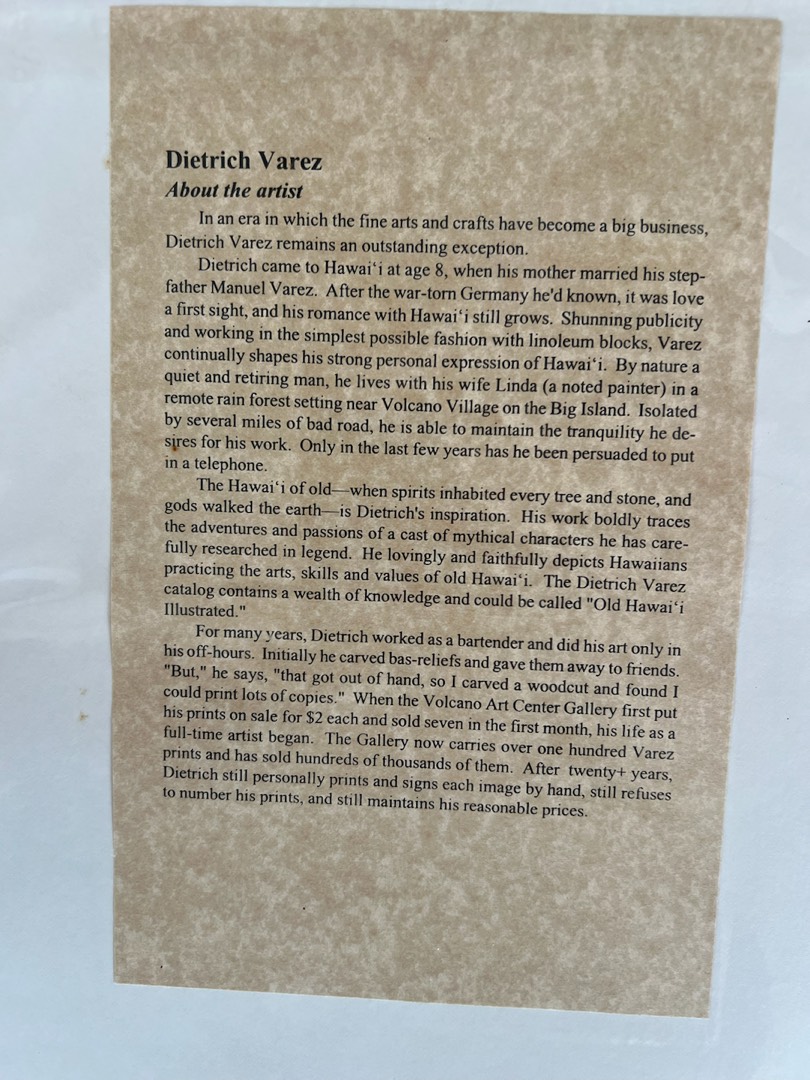 Dietrich Varez
About the artist
In an era in which the fine arts and crafts have become a big business,
Dietrich Varez remains an outstanding exception.
Dietrich came to Hawaiʻi at age 8, when his mother married his step-
father Manuel Varez. After the war-torn Germany he'd known, it was love
a first sight, and his romance with Hawaiʻi still grows. Shunning publicity
and working in the simplest possible fashion with linoleum blocks, Varez
continually shapes his strong personal expression of Hawaiʻi. By nature a
quiet and retiring man, he lives with his wife Linda (a noted painter) in a
remote rain forest setting near Volcano Village on the Big Island. Isolated
by several miles of bad road, he is able to maintain the tranquility he de-
sires for his work. Only in the last few years has he been persuaded to put
in a telephone.
The Hawaiʻi of old—when spirits inhabited every tree and stone, and
gods walked the earth—is Dietrich's inspiration. His work boldly traces
the adventures and passions of a cast of mythical characters he has care-
fully researched in legend. He lovingly and faithfully depicts Hawaiians
practicing the arts, skills and values of old Hawaiʻi. The Dietrich Varez
catalog contains a wealth of knowledge and could be called "Old Hawaiʻi
Illustrated."
For many years, Dietrich worked as a bartender and did his art only in
his off-hours. Initially he carved bas-reliefs and gave them away to friends.
"But," he says, "that got out of hand, so I carved a woodcut and found I
could print lots of copies." When the Volcano Art Center Gallery first put
his prints on sale for $2 each and sold seven in the first month, his life as a
full-time artist began. The Gallery now carries over one hundred Varez
prints and has sold hundreds of thousands of them. After twenty+ years,
Dietrich still personally prints and signs each image by hand, still refuses
to number his prints, and still maintains his reasonable prices.